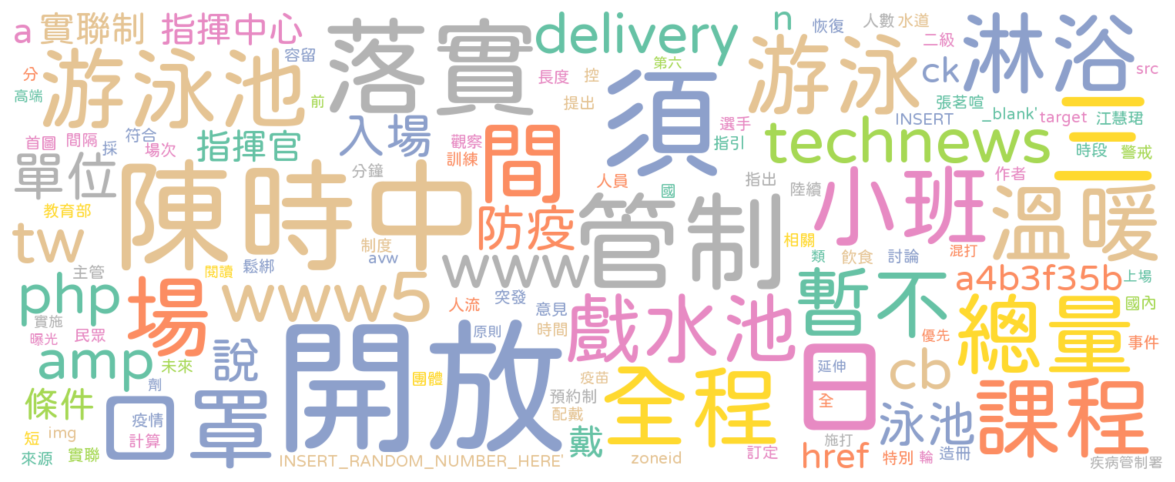 a 實聯制 指揮中心 落實 delivery n 恢復 人數 水道 淋浴
分 游泳池 容留 須 第六 游泳 二級 ck src
高端 前 長度 控 提出 張茗喧 INSERT _blank' target 江慧珺 二
首圖 間隔 採 符合 場次 指揮官 入場 觀察 訓練 間 選手 指引 technews 時段 警戒
單位 陳時中 分鐘 人員 國 指出 陸續 小班 作者 溫暖
教育部 防疫 管制
tw 制度 avw www 相關 類 飲食 討論 混打
主管 閱讀 鬆綁 a4b3f35b 上場
php 場 www5 人流 突發 意見 戲水池 暫不 國內
實施 曝光 民眾 說 開放 原則 時間 日 優先 總量 事件
amp 未來 劑 團體 疫苗 全程 延伸 cb
條件 口罩 疫情 預約制 配戴 全 泳池 課程
短 img 計算 戴 施打
來源 實聯 INSERT_RANDOM_NUMBER_HERE' zoneid 訂定 href 特別 輪 造冊 疾病管制署